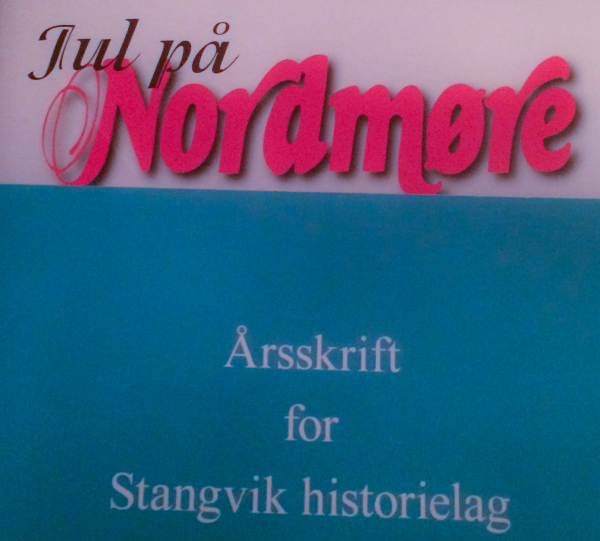 Jul på
Nordmøre
Årsskrift
for
Stangvik historielag